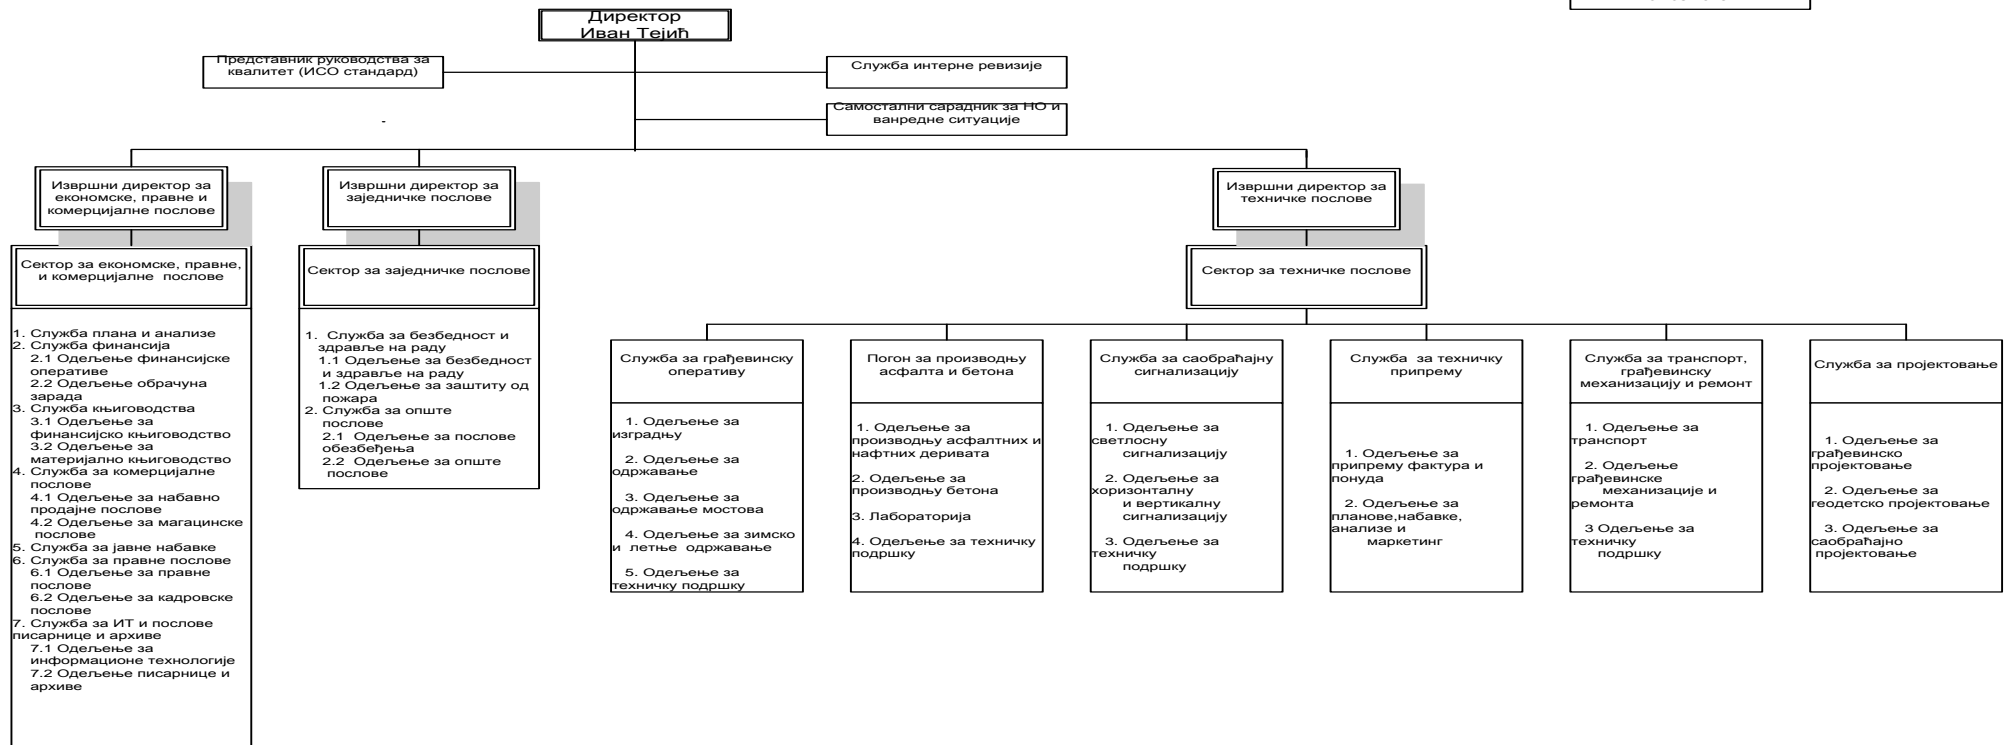 Директор
Иван Тејић
Представник руководства за
квалитет (ИСО стандард)
Служба интерне ревизије
Самостални сарадник за НО и
ванредне ситуације
-
Извршни директор за
економске, правне и
комерцијалне послове
Извршни директор за
заједничке послове
Извршни директор за
техничке послове
Сектор за економске, правне,
и комерцијалне послове
Сектор за заједничке послове
Сектор за техничке послове
1. Служба плана и анализе
2. Служба финансија
2.1 Одељење финансијске
оперативе
2.2 Одељење обрачуна
зарада
3. Служба књиговодства
3.1 Одељење за
финансијско књиговодство
3.2 Одељење за
материјално књиговодство
4. Служба за комерцијалне
послове
4.1 Одељење за набавно
продајне послове
4.2 Одељење за магацинске
послове
5. Служба за јавне набавке
6. Служба за правне послове
6.1 Одељење за правне
послове
6.2 Одељење за кадровске
послове
7. Служба за ИТ и послове
писарнице и архиве
7.1 Одељење за
информационе технологије
7.2 Одељење писарнице и
архиве
1. Служба за безбедност и
здравље на раду
1.1 Одељење за безбедност
и здравље на раду
1.2 Одељење за заштиту од
пожара
2. Служба за опште
послове
2.1 Одељење за послове
обезбеђења
2.2 Одељење за опште
послове
Служба за грађевинску
оперативу
1. Одељење за
изградњу
2. Одељење за
одржавање
3. Одељење за
одржавање мостова
4. Одељење за зимско
и летње одржавање
5. Одељење за
техничку подршку
Погон за производњу
асфалта и бетона
1. Одељење за
производњу асфалтних и
нафтних деривата
2. Одељење за
производњу бетона
3. Лабораторија
4. Одељење за техничку
подршку
Служба за саобраћајну
сигнализацију
1. Одељење за
светлосну
сигнализацију
2. Одељење за
хоризонталну
и вертикалну
сигнализацију
3. Одељење за
техничку
подршку
Служба за техничку
припрему
1. Одељење за
припрему фактура и
понуда
2. Одељење за
планове,набавке,
анализе и
маркетинг
Служба за транспорт,
грађевинску
механизацију и ремонт
1. Одељење за
транспорт
2. Одељење
грађевинске
механизације и
ремонта
3 Одељење за
техничку
подршку
Служба за пројектовање
1. Одељење за
грађевинско
пројектовање
2. Одељење за
геодетско пројектовање
3. Одељење за
саобраћајно
пројектовање